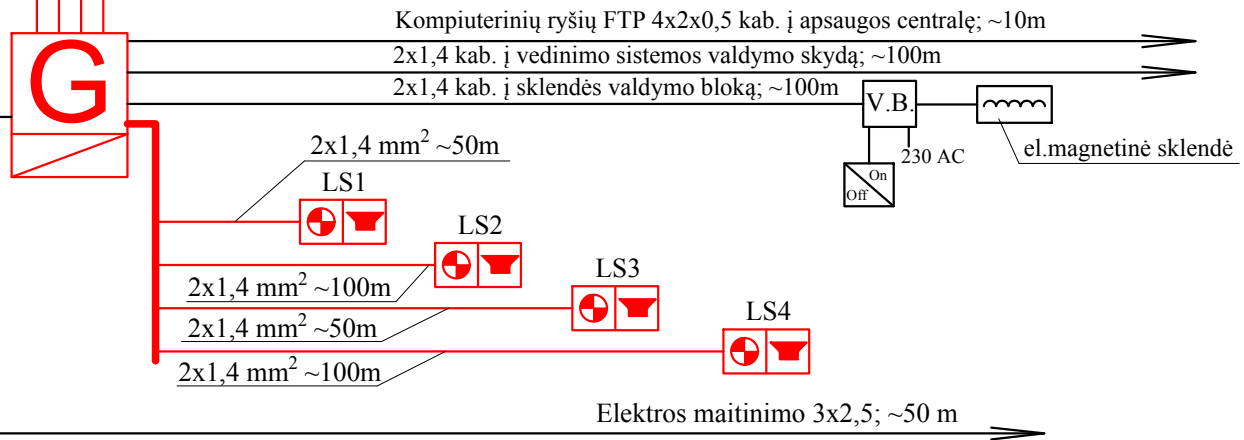 Kompiuterinių ryšių FTP 4x2x0,5 kab. į apsaugos centralę; ~10m
G
2x1,4 kab. į vedinimo sistemos valdymo skydą; ~100m
2x1,4 kab. į sklendės valdymo bloką; ~100m
V.B.
230 AC
el.magnetinė sklendė
On
Off
2x1,4 mm² ~50m
LS1
LS2
2x1,4 mm² ~100m
LS3
2x1,4 mm² ~50m
LS4
2x1,4 mm² ~100m
Elektros maitinimo 3x2,5; ~50 m